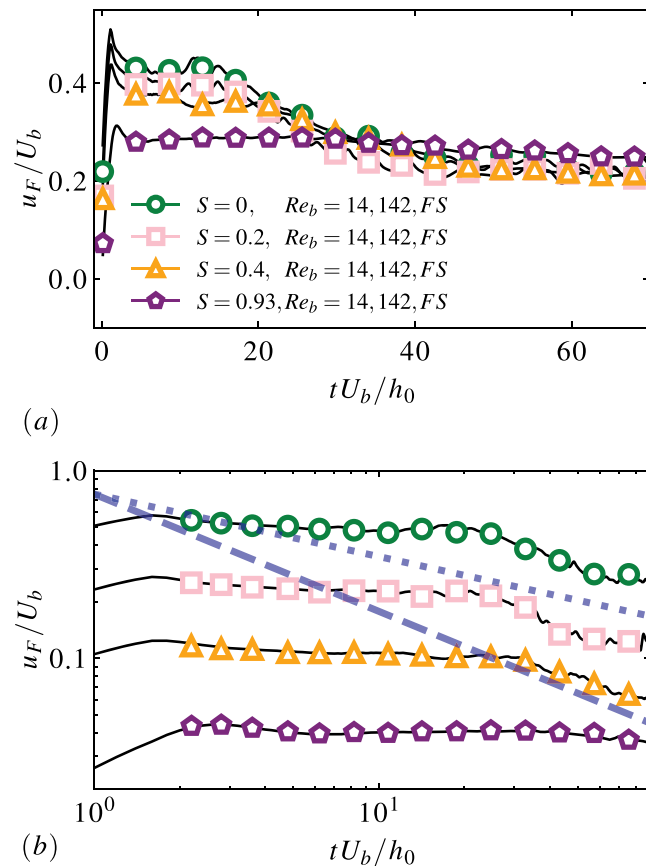 0.4
0.2
0.0
u_F/U_b
S = 0, Re_b = 14,142, FS
S = 0.2, Re_b = 14,142, FS
S = 0.4, Re_b = 14,142, FS
S = 0.93, Re_b = 14,142, FS
0 20 40 60
tU_b/h_0
(a)
1.0
0.1
u_F/U_b
10^0 10^1
tU_b/h_0
(b)